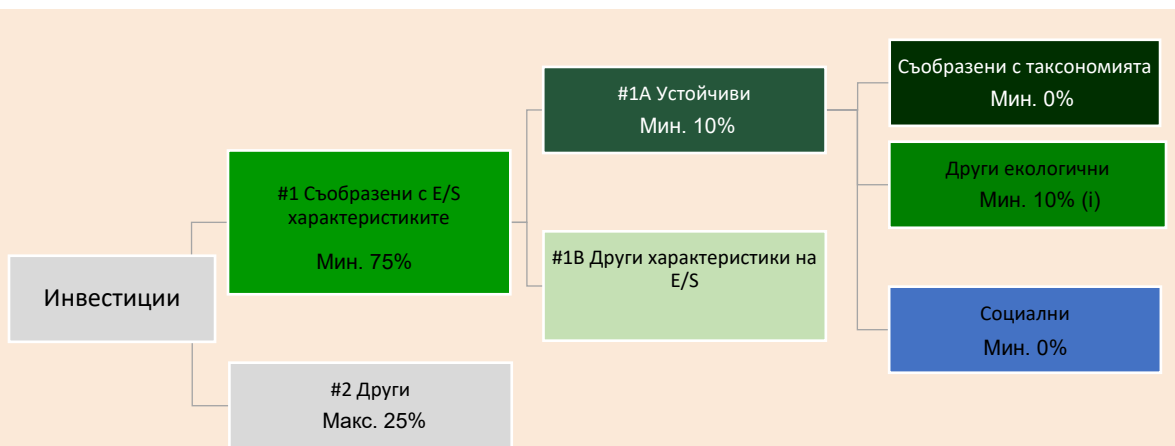 Инвестиции
#1 Съобразени с E/S
характеристиките
Мин. 75%
#2 Други
Макс. 25%
#1A Устойчиви
Мин. 10%
#1B Други характеристики на
E/S
Съобразени с таксономията
Мин. 0%
Други екологични
Мин. 10% (i)
Социални
Мин. 0%